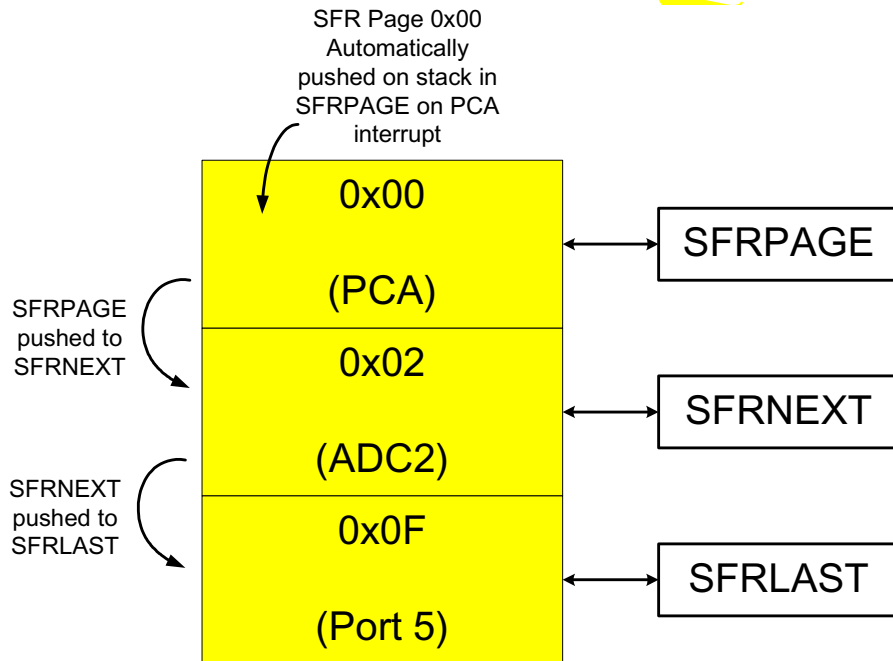 SFR Page 0x00
Automatically
pushed on stack in
SFRPAGE on PCA
interrupt
0x00
(PCA)
SFRPAGE
SFRPAGE
pushed to
SFRNEXT
0x02
(ADC2)
SFRNEXT
SFRNEXT
pushed to
SFRLAST
0x0F
(Port 5)
SFRLAST